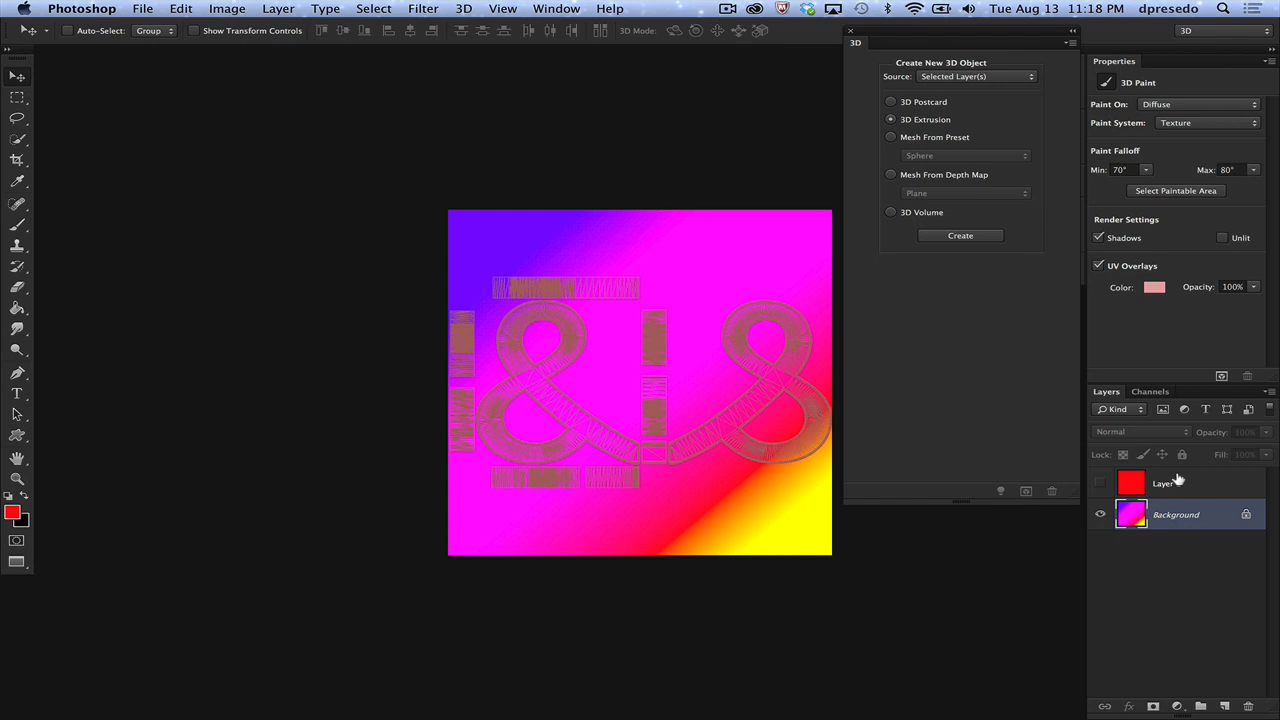 Photoshop File Edit Image Layer Type Select Filter 3D View Window Help Tue Aug 13 11:18 PM dpresedo
Auto-Select: Group Show Transform Controls 3D Mode: 3D
3D
Create New 3D Object
Source: Selected Layer(s)
3D Postcard
3D Extrusion
Mesh From Preset
Sphere
Mesh From Depth Map
Plane
3D Volume
Create
Properties
3D Paint
Paint On: Diffuse
Paint System: Texture
Paint Falloff
Min: 70° Max: 80°
Select Paintable Area
Render Settings
Shadows Unlit
UV Overlays
Color: Opacity: 100%
Layers Channels
Kind
Normal Opacity: 100%
Lock: Fill: 100%
Layer
Background
&
&
T